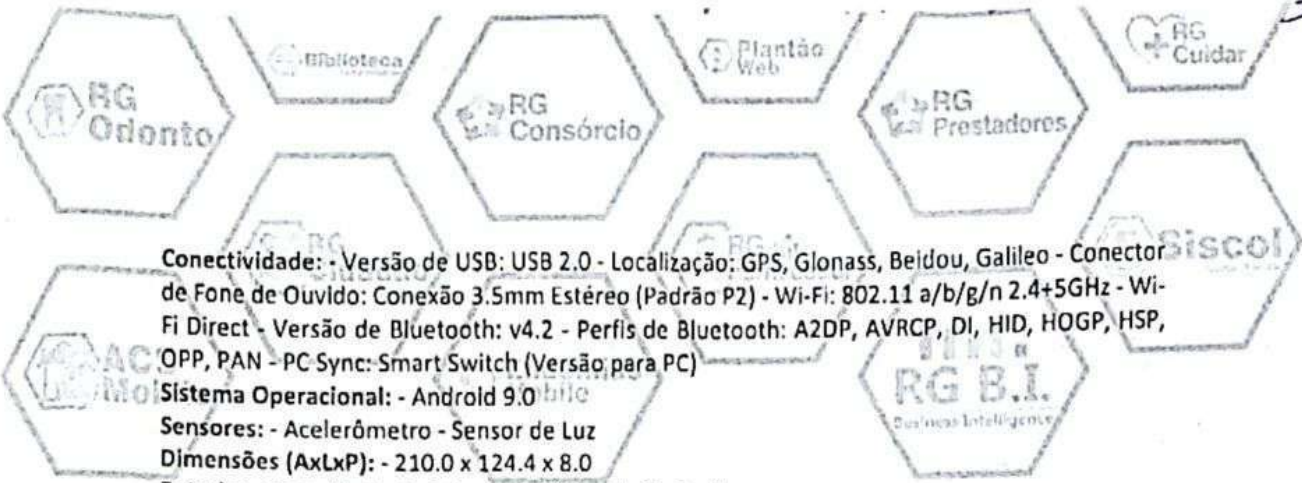 Biblioteca
Plantão
Web
RG
Cuidar
RG
Odonto
RG
Consórcio
RG
Prestadores
Siscol
Conectividade: - Versão de USB: USB 2.0 - Localização: GPS, Glonass, Beidou, Galileo - Conector
de Fone de Ouvido: Conexão 3.5mm Estéreo (Padrão P2) - Wi-Fi: 802.11 a/b/g/n 2.4+5GHz - Wi-
Fi Direct - Versão de Bluetooth: v4.2 - Perfis de Bluetooth: A2DP, AVRCP, DI, HID, HOGP, HSP,
OPP, PAN - PC Sync: Smart Switch (Versão para PC)
Sistema Operacional: - Android 9.0
Sensores: - Acelerômetro - Sensor de Luz
Dimensões (AxLxP): - 210.0 x 124.4 x 8.0
RG B.I.
Business Intelligence